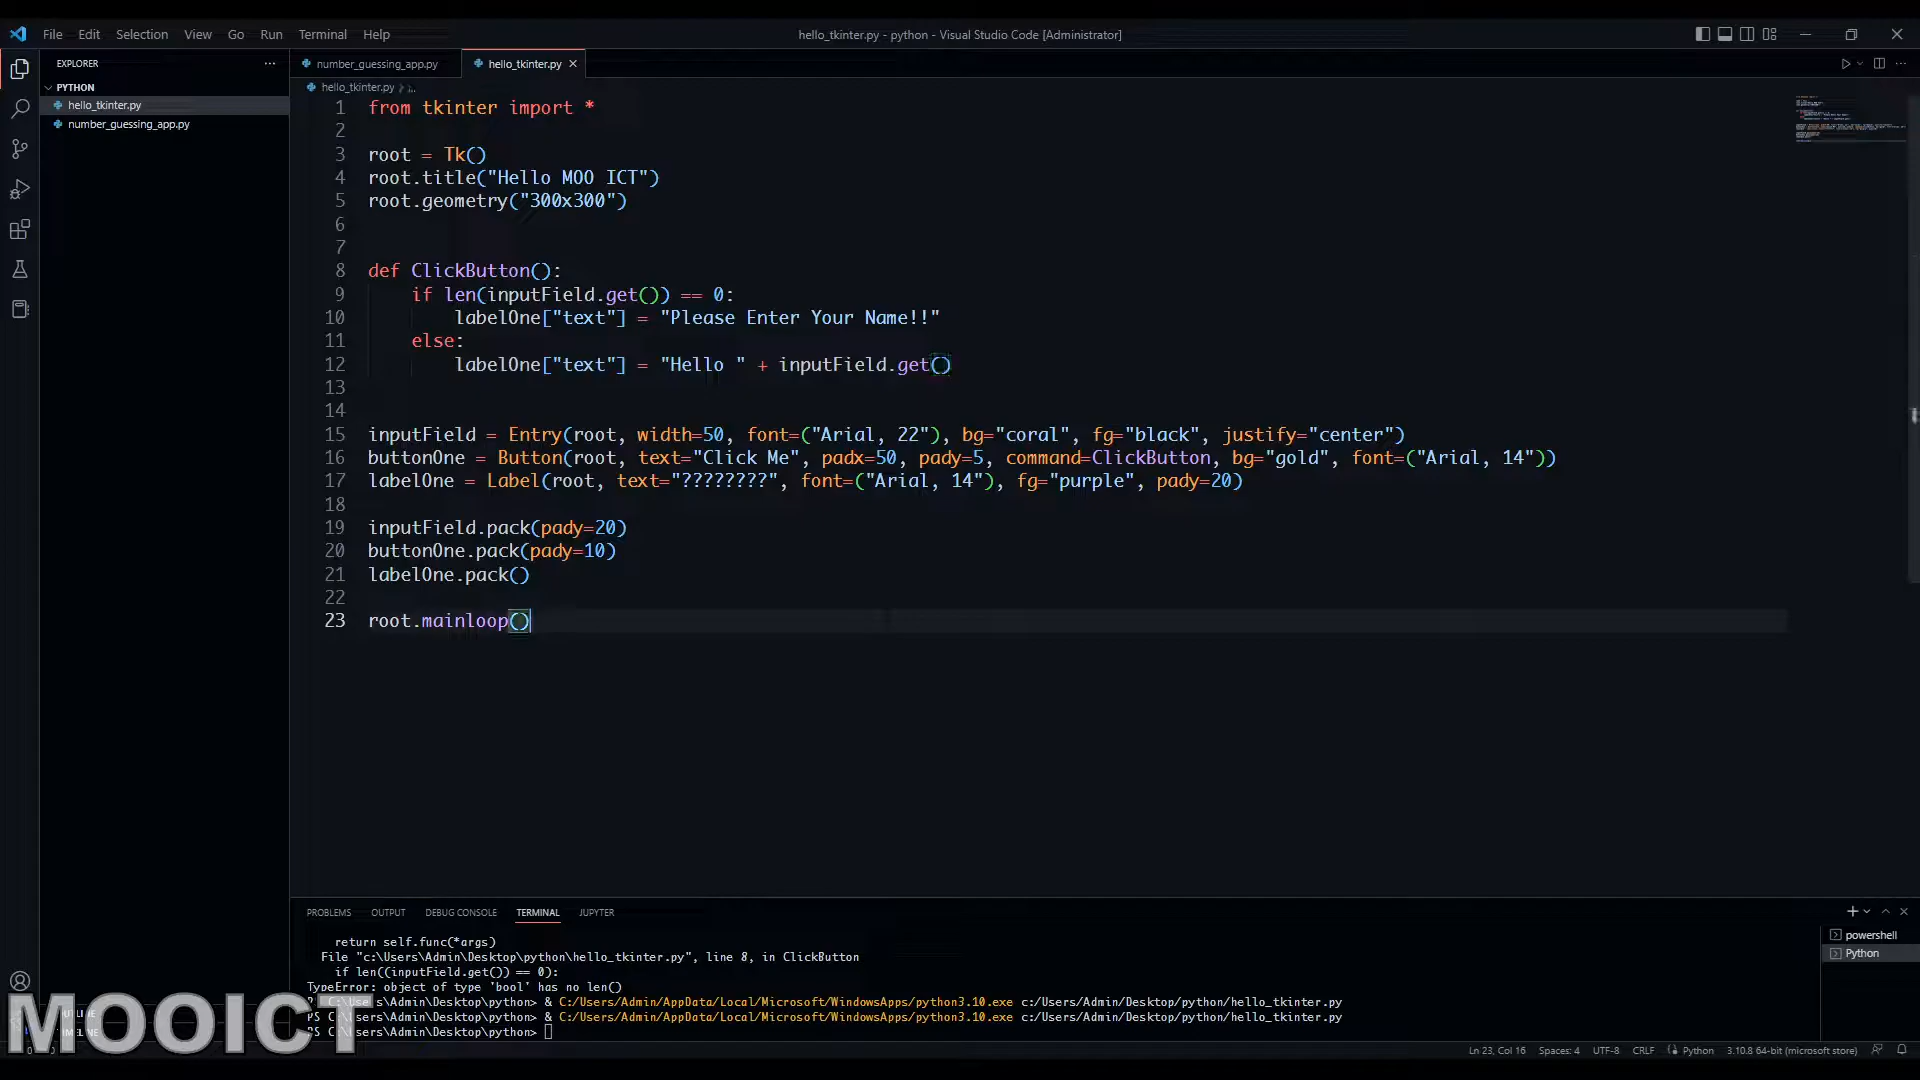 File Edit Selection View Go Run Terminal Help
hello_tkinter.py - python - Visual Studio Code [Administrator]
EXPLORER
PYTHON
hello_tkinter.py
number_guessing_app.py
number_guessing_app.py
hello_tkinter.py
hello_tkinter.py
1 from tkinter import *
2
3 root = Tk()
4 root.title("Hello MOO ICT")
5 root.geometry("300x300")
6
7
8 def ClickButton():
9     if len(inputField.get()) == 0:
10         labelOne["text"] = "Please Enter Your Name!!"
11     else:
12         labelOne["text"] = "Hello " + inputField.get()
13
14
15 inputField = Entry(root, width=50, font=("Arial, 22"), bg="coral", fg="black", justify="center")
16 buttonOne = Button(root, text="Click Me", padx=50, pady=5, command=ClickButton, bg="gold", font=("Arial, 14"))
17 labelOne = Label(root, text="????????", font=("Arial, 14"), fg="purple", pady=20)
18
19 inputField.pack(pady=20)
20 buttonOne.pack(pady=10)
21 labelOne.pack()
22
23 root.mainloop()
PROBLEMS OUTPUT DEBUG CONSOLE TERMINAL JUPYTER
return self.func(*args)
File "c:\Users\Admin\Desktop\python\hello_tkinter.py", line 8, in ClickButton
if len((inputField.get()) == 0):
TypeError: object of type 'bool' has no len()
PS C:\Users\Admin\Desktop\python> & C:/Users/Admin/AppData/Local/Microsoft/WindowsApps/python3.10.exe c:/Users/Admin/Desktop/python/hello_tkinter.py
PS C:\Users\Admin\Desktop\python> & C:/Users/Admin/AppData/Local/Microsoft/WindowsApps/python3.10.exe c:/Users/Admin/Desktop/python/hello_tkinter.py
PS C:\Users\Admin\Desktop\python>
powershell
Python
MOOICT
Ln 23, Col 16 Spaces: 4 UTF-8 CRLF Python 3.10.8 64-bit (microsoft store)